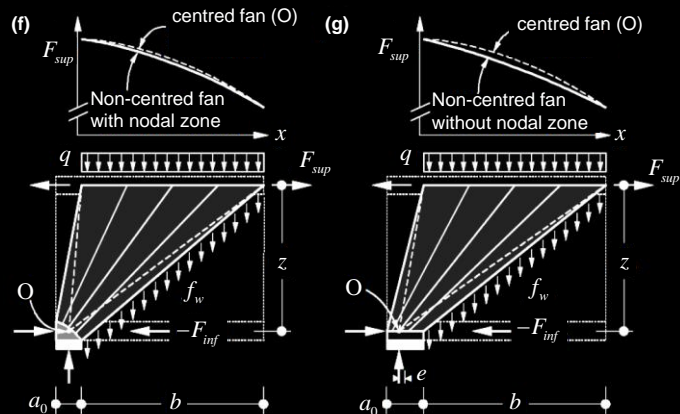 (f)
centred fan (O)
F_sup
Non-centred fan
with nodal zone
x
q
F_sup
z
O
f_w
−F_inf
a_0
b
(g)
centred fan (O)
F_sup
Non-centred fan
without nodal zone
x
q
F_sup
z
O
f_w
−F_inf
e
a_0
b